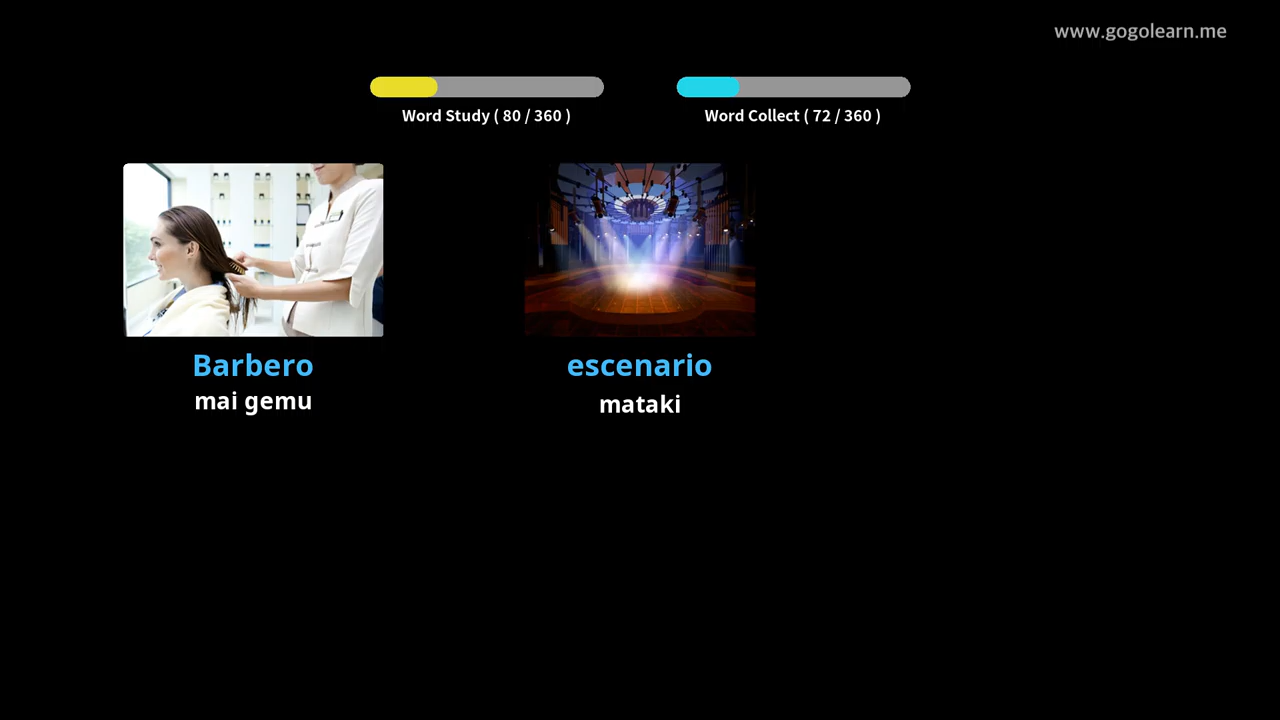 www.gogolearn.me
Word Study ( 80 / 360 )
Word Collect ( 72 / 360 )
Barbero
mai gemu
escenario
mataki